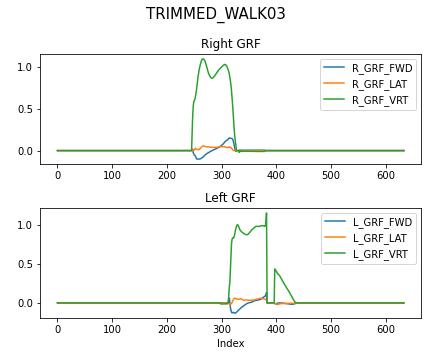 TRIMMED_WALK03
Right GRF
1.0
0.5
0.0
R_GRF_FWD
R_GRF_LAT
R_GRF_VRT
0 100 200 300 400 500 600
Left GRF
1.0
0.5
0.0
L_GRF_FWD
L_GRF_LAT
L_GRF_VRT
0 100 200 300 400 500 600
Index